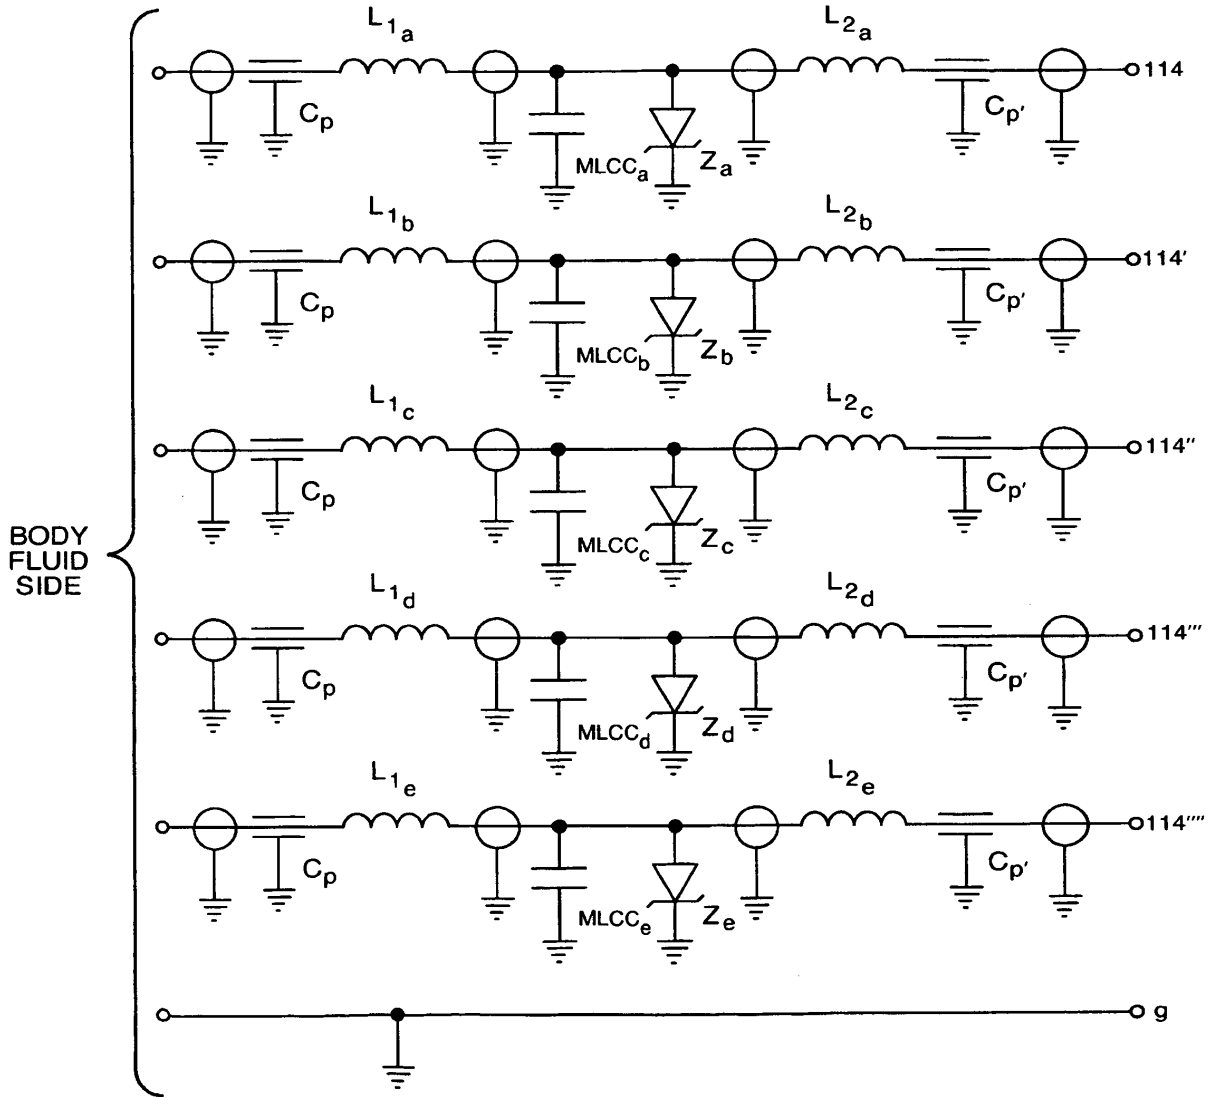 L1a L2a
114
Cp Cp'
MLCCa Za
L1b L2b
114'
Cp Cp'
MLCCb Zb
L1c L2c
114''
Cp Cp'
MLCCc Zc
BODY
FLUID
SIDE
L1d L2d
114'''
Cp Cp'
MLCCd Zd
L1e L2e
114''''
Cp Cp'
MLCCe Ze
g